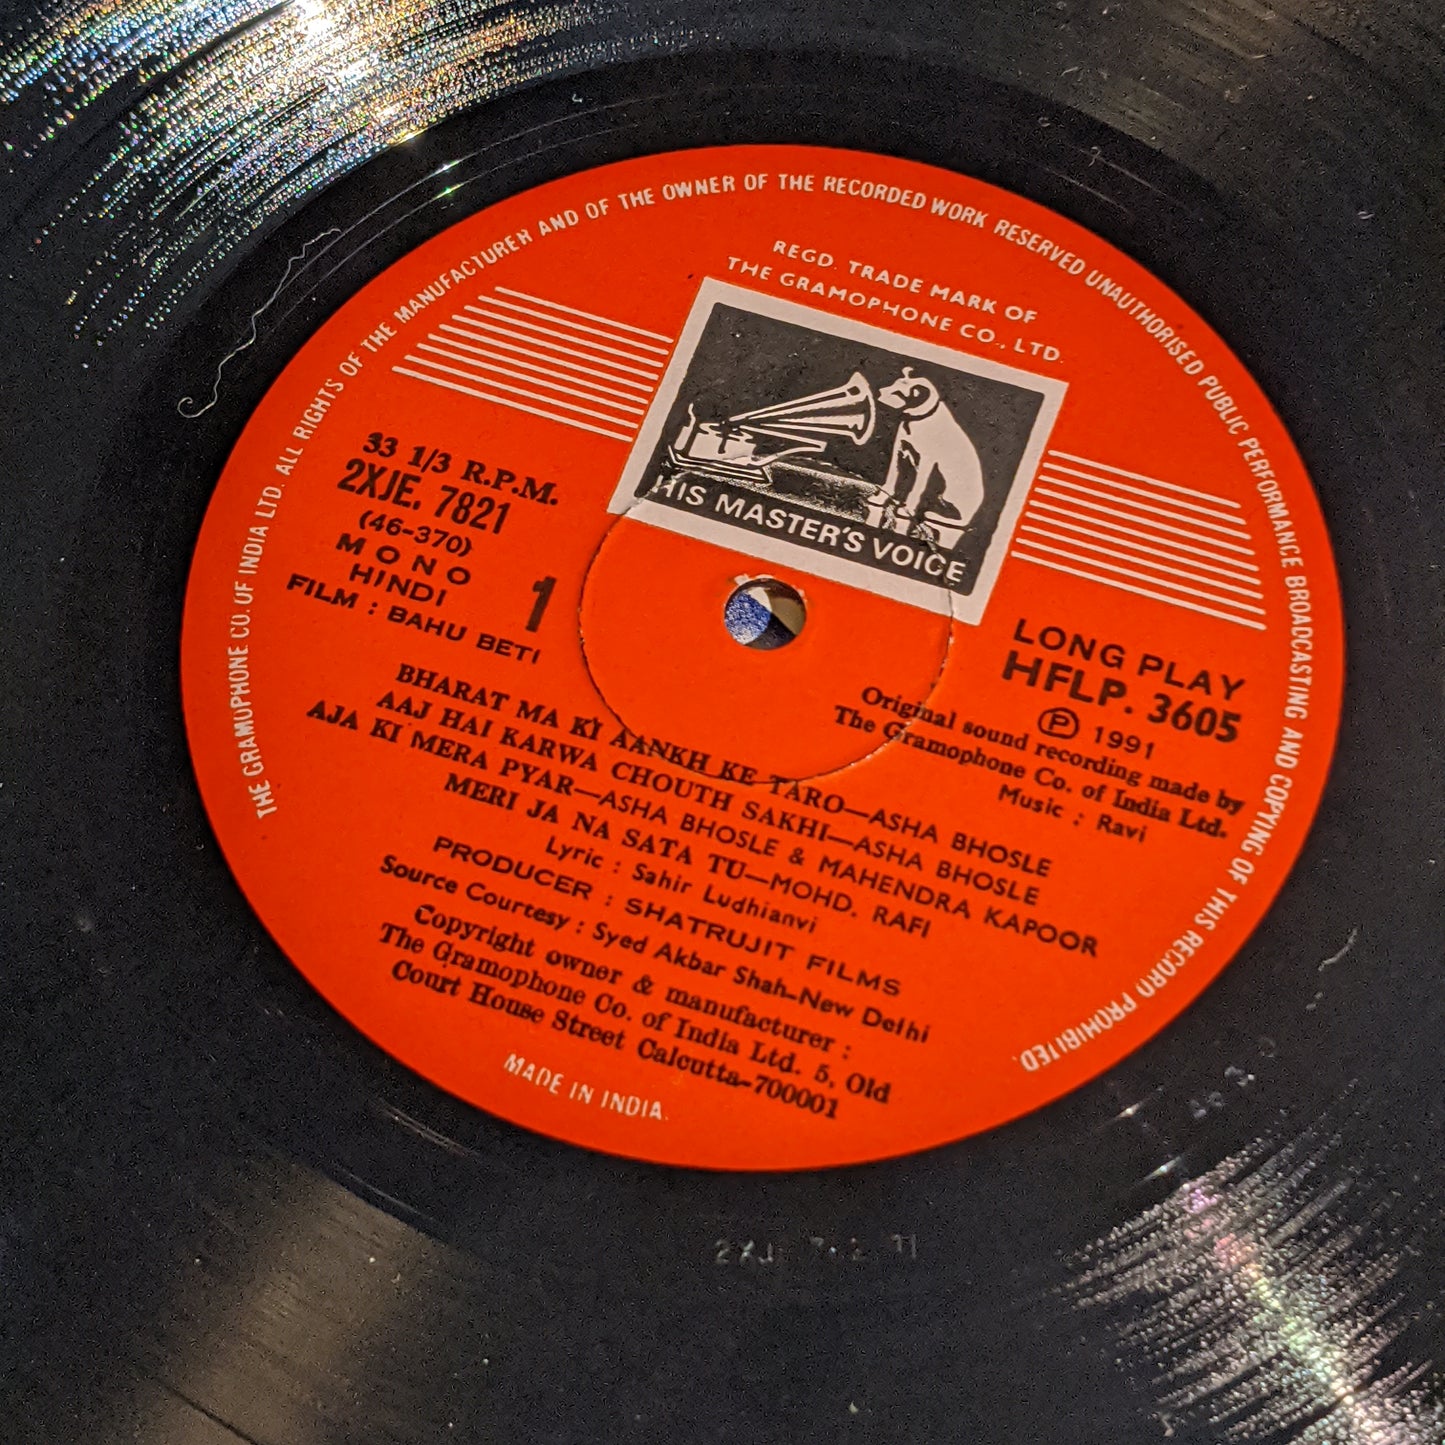 THE GRAMOPHONE CO. OF INDIA LTD. ALL RIGHTS OF THE MANUFACTURER AND OF THE OWNER OF THE RECORDED WORK RESERVED UNAUTHORISED PUBLIC PERFORMANCE BROADCASTING AND COPYING OF THIS RECORD PROHIBITED.
REGD. TRADE MARK OF
THE GRAMOPHONE CO., LTD.
HIS MASTER'S VOICE
33 1/3 R.P.M.
2XJE. 7821
(46-370)
MONO
HINDI
1
FILM : BAHU BETI
LONG PLAY
HFLP. 3605
Ⓟ 1991
Original sound recording made by
The Gramophone Co. of India Ltd.
Music : Ravi
BHARAT MA KI AANKH KE TARO—ASHA BHOSLE
AAJ HAI KARWA CHOUTH SAKHI—ASHA BHOSLE
AJA KI MERA PYAR—ASHA BHOSLE & MAHENDRA KAPOOR
MERI JA NA SATA TU—MOHD. RAFI
Lyric : Sahir Ludhianvi
PRODUCER : SHATRUJIT FILMS
Source Courtesy : Syed Akbar Shah-New Delhi
Copyright owner & manufacturer :
The Gramophone Co. of India Ltd. 5, Old
Court House Street Calcutta-700001
MADE IN INDIA.